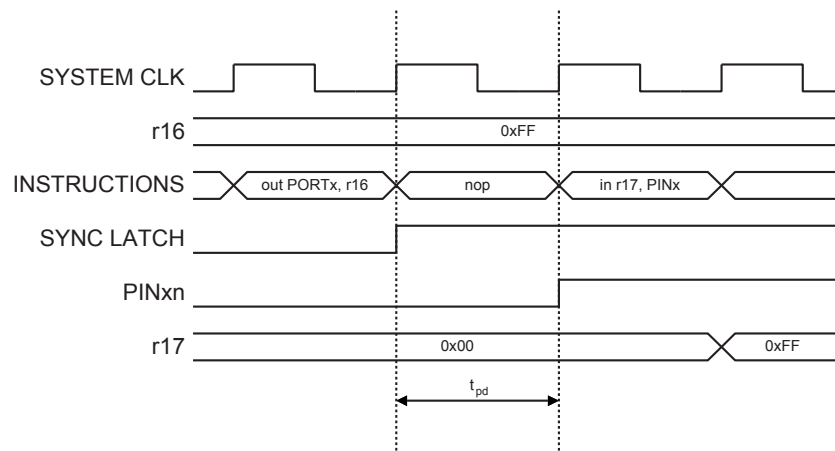 SYSTEM CLK
r16
0xFF
INSTRUCTIONS
out PORTx, r16
nop
in r17, PINx
SYNC LATCH
PINxn
r17
0x00
0xFF
tpd